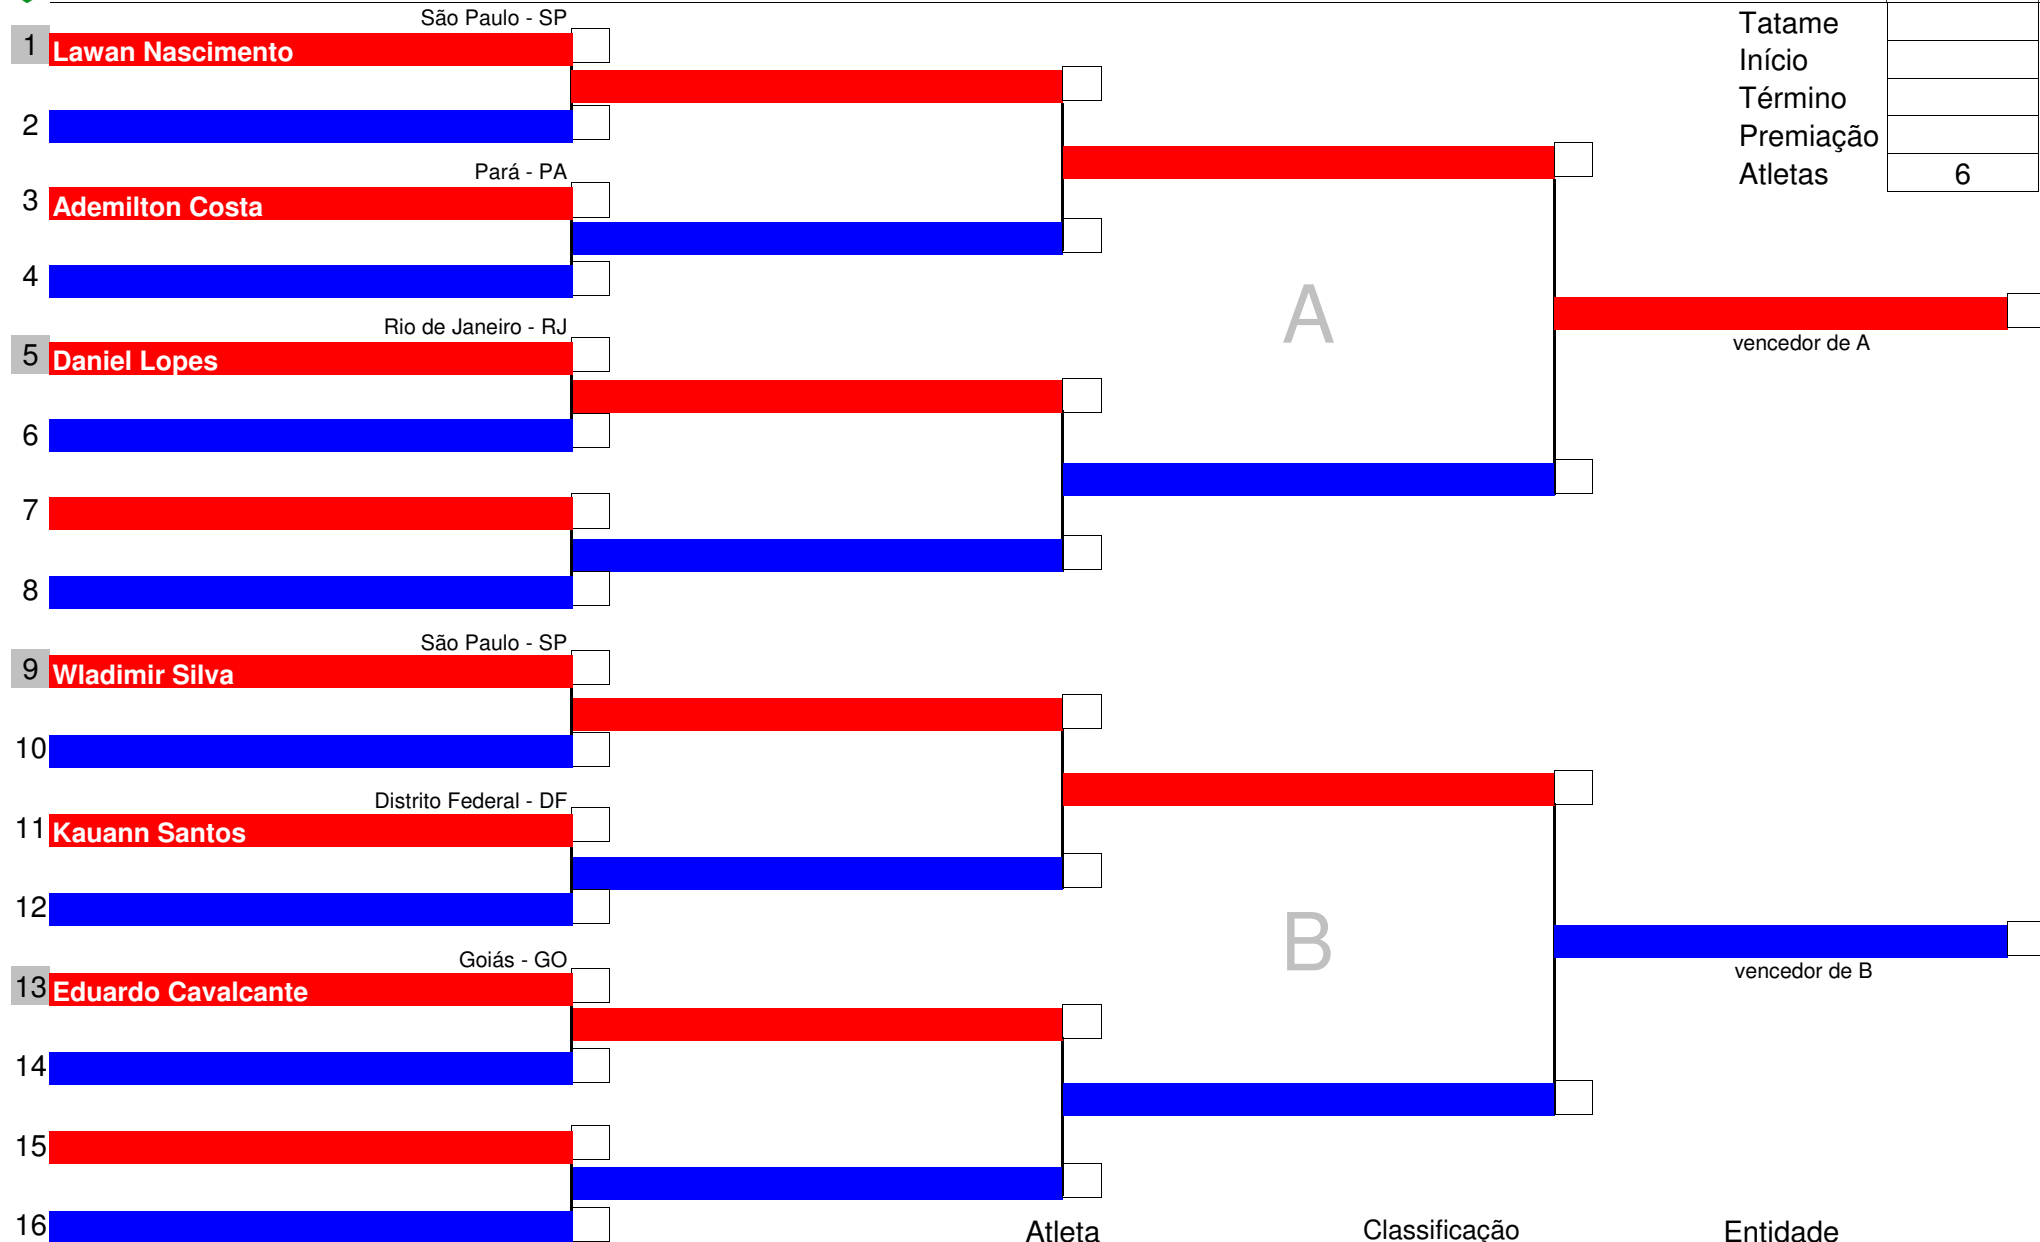 São Paulo - SP
1 Lawan Nascimento
2
Pará - PA
3 Ademilton Costa
4
Rio de Janeiro - RJ
5 Daniel Lopes
6
7
8
São Paulo - SP
9 Wladimir Silva
10
Distrito Federal - DF
11 Kauann Santos
12
Goiás - GO
13 Eduardo Cavalcante
14
15
16
A
B
vencedor de A
vencedor de B
Tatame
Início
Término
Premiação
Atletas 6
Atleta Classificação Entidade